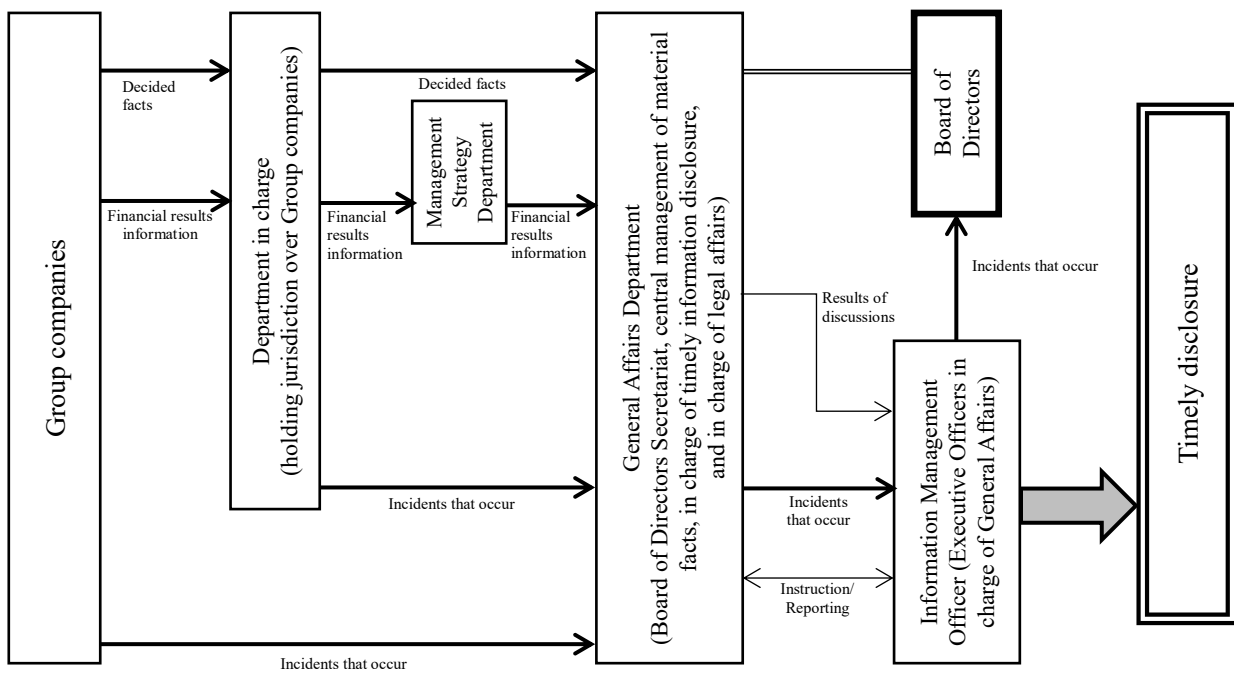 Group companies
Decided
facts
Financial results
information
Department in charge
(holding jurisdiction over Group companies)
Decided facts
Financial
results
information
Management
Strategy
Department
Financial
results
information
Incidents that occur
Incidents that occur
General Affairs Department
(Board of Directors Secretariat, central management of material
facts, in charge of timely information disclosure,
and in charge of legal affairs)
Results of
discussions
Incidents
that occur
Instruction/
Reporting
Board of
Directors
Incidents that occur
Information Management
Officer (Executive Officers in
charge of General Affairs)
Timely disclosure